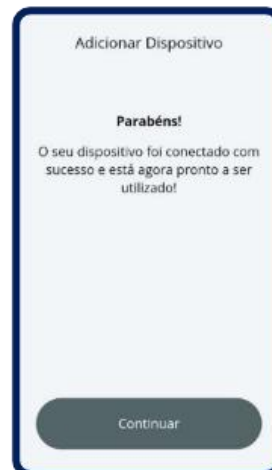 Adicionar Dispositivo
Parabéns!
O seu dispositivo foi conectado com
sucesso e está agora pronto a ser
utilizado!
Continuar